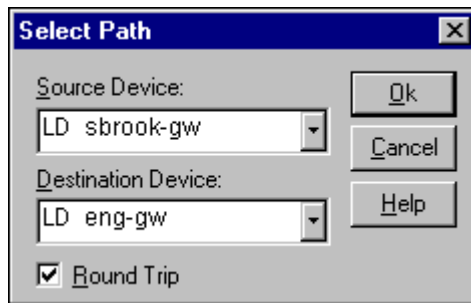 Select Path
Source Device:
LD sbrook-gw
Destination Device:
LD eng-gw
Round Trip
Ok
Cancel
Help